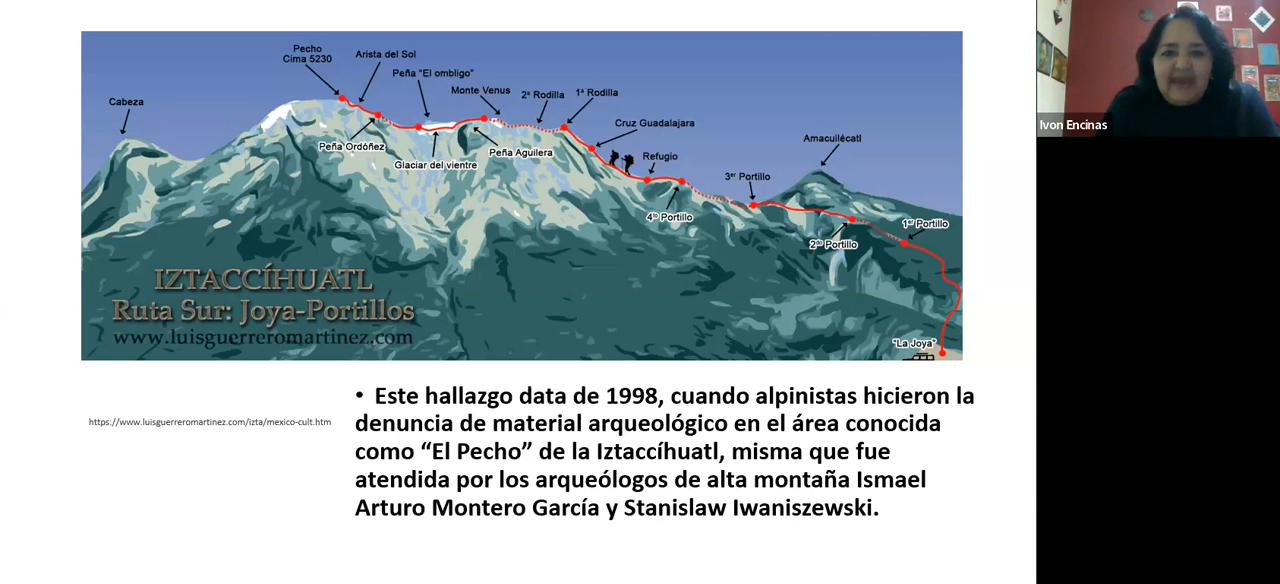 Pecho
Cima 5230
Arista del Sol
Peña "El ombligo"
Monte Venus
2ª Rodilla
1ª Rodilla
Cabeza
Cruz Guadalajara
Peña Ordóñez
Glaciar del vientre
Peña Aguilera
Refugio
Amacuilécatl
3er Portillo
4to Portillo
2do Portillo
1er Portillo
IZTACCÍHUATL
Ruta Sur: Joya-Portillos
www.luisguerreromartinez.com
"La Joya"
• Este hallazgo data de 1998, cuando alpinistas hicieron la
denuncia de material arqueológico en el área conocida
como “El Pecho” de la Iztaccíhuatl, misma que fue
atendida por los arqueólogos de alta montaña Ismael
Arturo Montero García y Stanislaw Iwaniszewski.
https://www.luisguerreromartinez.com/izta/mexico-cult.htm
Ivon Encinas